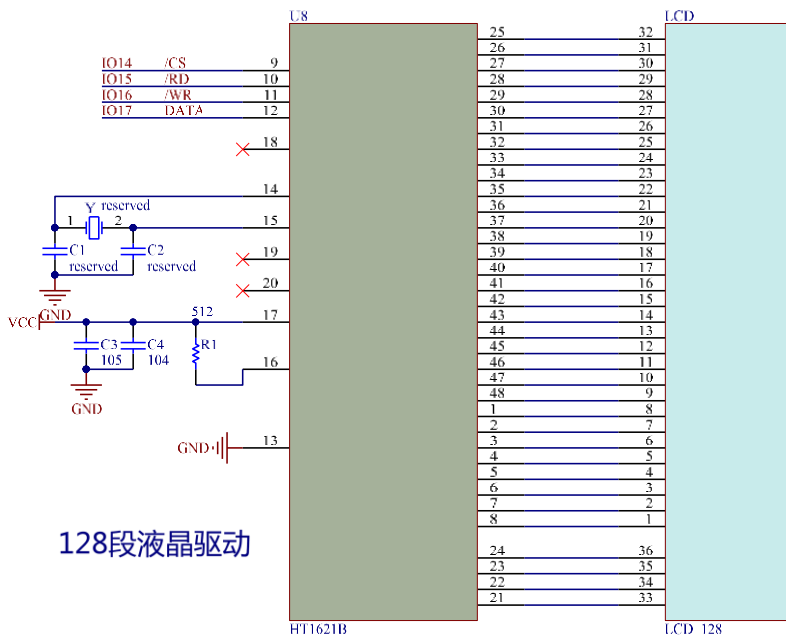 U8
LCD
IO14 /CS 9
IO15 /RD 10
IO16 /WR 11
IO17 DATA 12
18
14
Y reserved
1 2 15
C1 C2
reserved reserved
19
20
GND
VCC 512 17
C3 C4 R1
105 104
16
GND
GND 13
128段液晶驱动
25 32
26 31
27 30
28 29
29 28
30 27
31 26
32 25
33 24
34 23
35 22
36 21
37 20
38 19
39 18
40 17
41 16
42 15
43 14
44 13
45 12
46 11
47 10
48 9
1 8
2 7
3 6
4 5
5 4
6 3
7 2
8 1
24 36
23 35
22 34
21 33
HT1621B
LCD_128